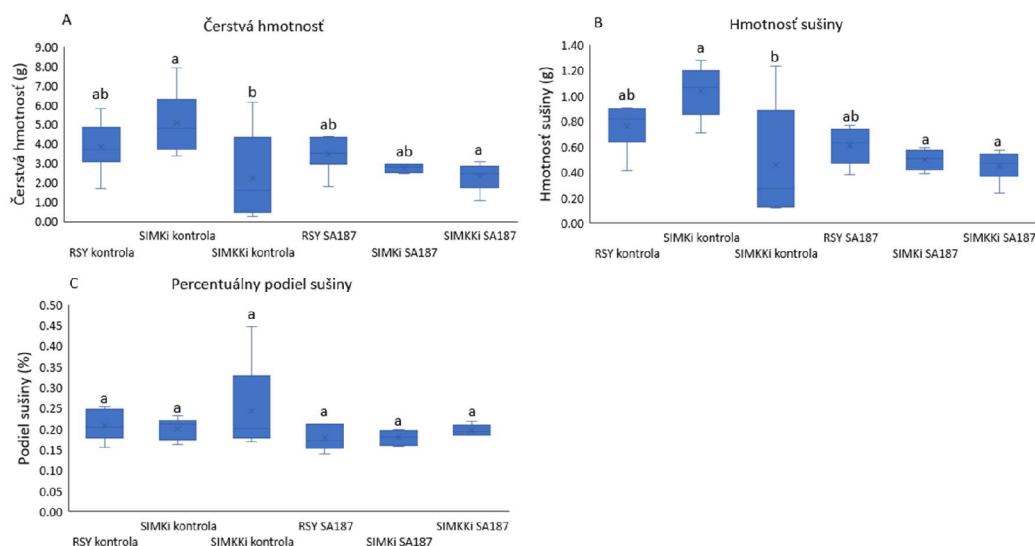 A
Čerstvá hmotnosť
Čerstvá hmotnosť (g)
9.00
8.00
7.00
6.00
5.00
4.00
3.00
2.00
1.00
0.00
ab
a
b
ab
ab
a
SIMKi kontrola
RSY SA187
SIMKKi SA187
RSY kontrola
SIMKKi kontrola
SIMKi SA187
B
Hmotnosť sušiny
Hmotnosť sušiny (g)
1.40
1.20
1.00
0.80
0.60
0.40
0.20
0.00
ab
a
b
ab
a
a
SIMKi kontrola
RSY SA187
SIMKKi SA187
RSY kontrola
SIMKKi kontrola
SIMKi SA187
C
Percentuálny podiel sušiny
Podiel sušiny (%)
0.50
0.45
0.40
0.35
0.30
0.25
0.20
0.15
0.10
0.05
0.00
a
a
a
a
a
a
SIMKi kontrola
RSY SA187
SIMKKi SA187
RSY kontrola
SIMKKi kontrola
SIMKi SA187